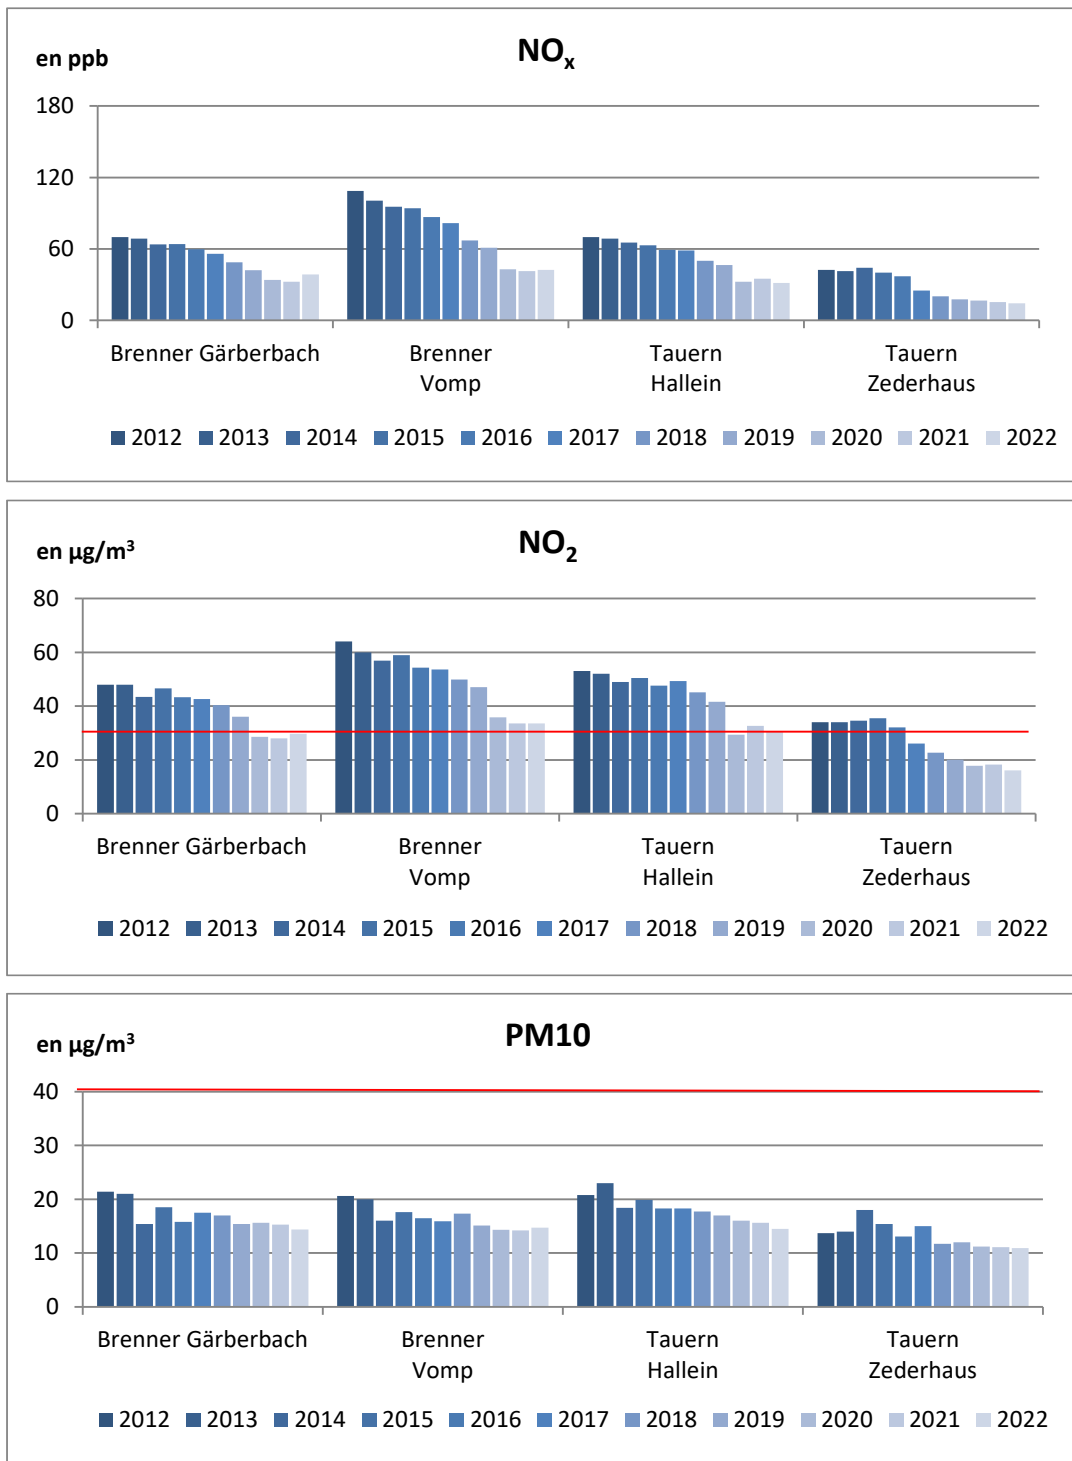 NOx
en ppb
180
120
60
0
Brenner Gärberbach
Brenner
Vomp
Tauern
Hallein
Tauern
Zederhaus
2012 2013 2014 2015 2016 2017 2018 2019 2020 2021 2022
NO2
en µg/m³
80
60
40
20
0
Brenner Gärberbach
Brenner
Vomp
Tauern
Hallein
Tauern
Zederhaus
2012 2013 2014 2015 2016 2017 2018 2019 2020 2021 2022
PM10
en µg/m³
40
30
20
10
0
Brenner Gärberbach
Brenner
Vomp
Tauern
Hallein
Tauern
Zederhaus
2012 2013 2014 2015 2016 2017 2018 2019 2020 2021 2022